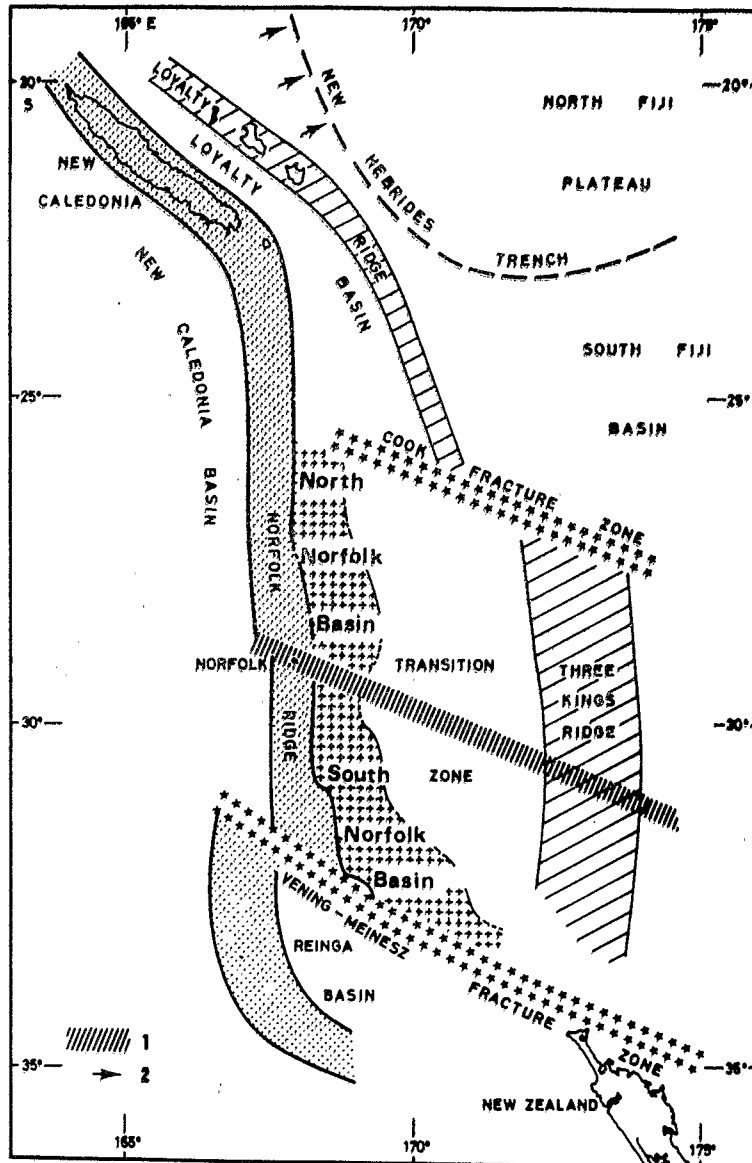 165° E
170°
175°
20°
S
20°
LOYALTY
NEW
HEBRIDES
TRENCH
NORTH FIJI
PLATEAU
NEW
CALEDONIA
LOYALTY
BASIN
RIDGE
NEW
CALEDONIA
BASIN
SOUTH FIJI
BASIN
25°
25°
COOK
FRACTURE
ZONE
North
Norfolk
Basin
NORFOLK
RIDGE
NORFOLK
TRANSITION
ZONE
THREE
KINGS
RIDGE
30°
30°
South
Norfolk
Basin
VENING-MEINESZ
FRACTURE
ZONE
REINGA
BASIN
1
2
35°
35°
NEW ZEALAND
165°
170°
175°